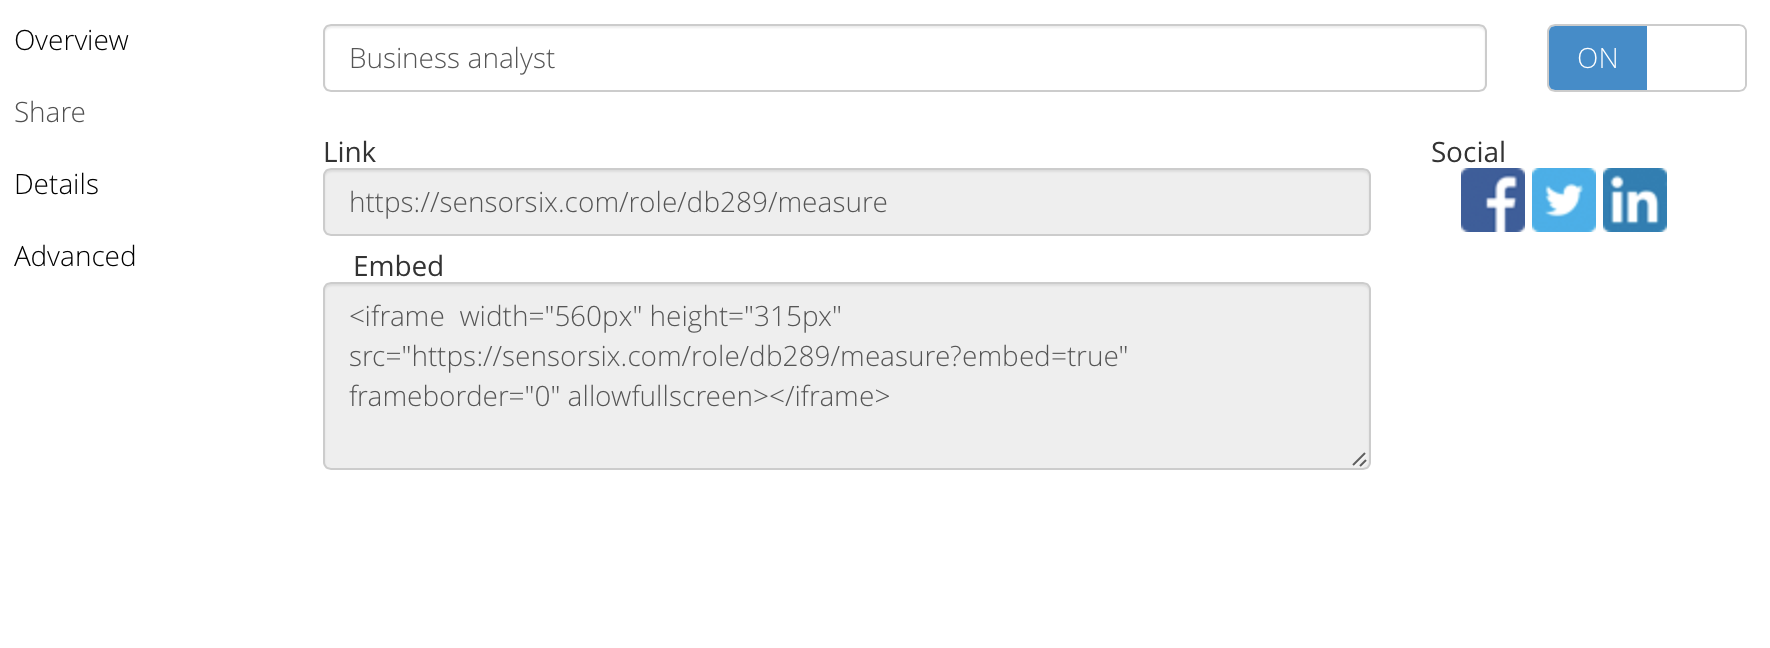 Overview
Share
Details
Advanced
Business analyst
ON
Link
https://sensorsix.com/role/db289/measure
Social
f
in
Embed
<iframe  width="560px" height="315px"
src="https://sensorsix.com/role/db289/measure?embed=true"
frameborder="0" allowfullscreen></iframe>